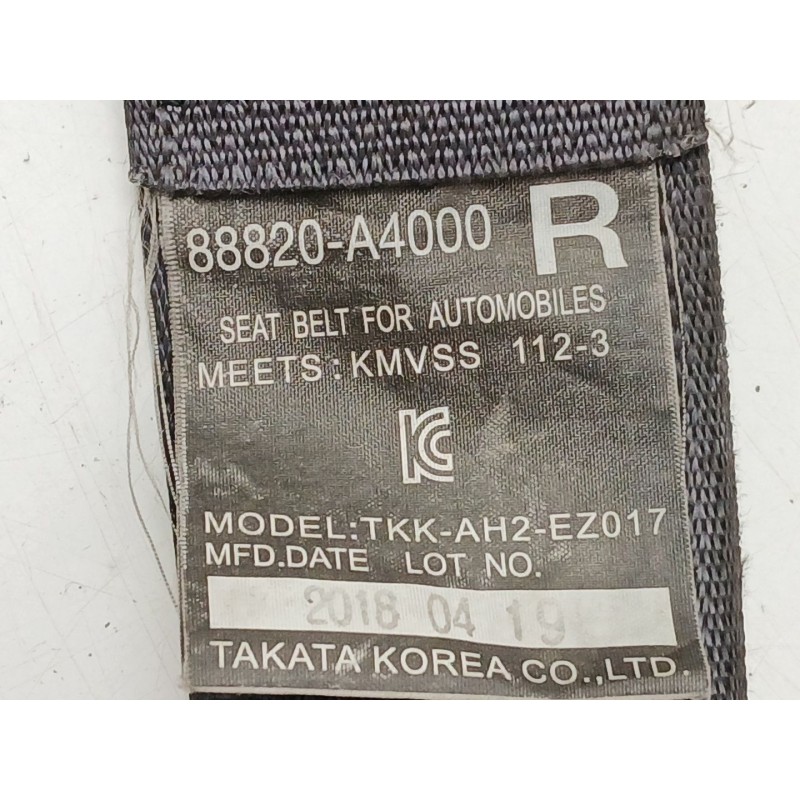 88820-A4000 R
SEAT BELT FOR AUTOMOBILES
MEETS : KMVSS 112-3
KC
MODEL:TKK-AH2-EZ017
MFD.DATE LOT NO.
2018 04 19
TAKATA KOREA CO.,LTD.